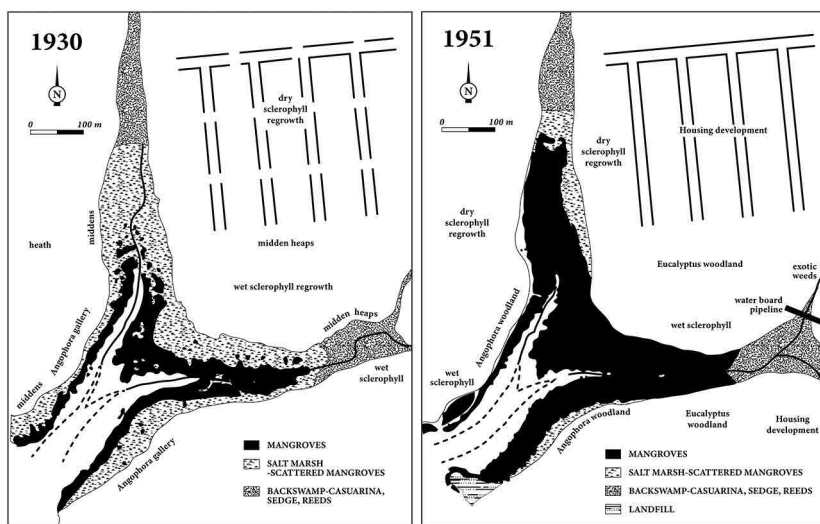 1930
N
0 100 m
dry
sclerophyll
regrowth
middens
heath
midden heaps
wet sclerophyll regrowth
Angophora gallery
midden heaps
middens
wet
sclerophyll
Angophora gallery
MANGROVES
SALT MARSH
-SCATTERED MANGROVES
BACKSWAMP-CASUARINA,
SEDGE, REEDS
1951
N
0 100 m
dry
sclerophyll
regrowth
Housing development
dry
sclerophyll
regrowth
Eucalyptus woodland
exotic
weeds
water board
pipeline
Angophora woodland
wet sclerophyll
wet
sclerophyll
Angophora woodland
Eucalyptus
woodland
Housing
development
MANGROVES
SALT MARSH-SCATTERED MANGROVES
BACKSWAMP-CASUARINA, SEDGE, REEDS
LANDFILL